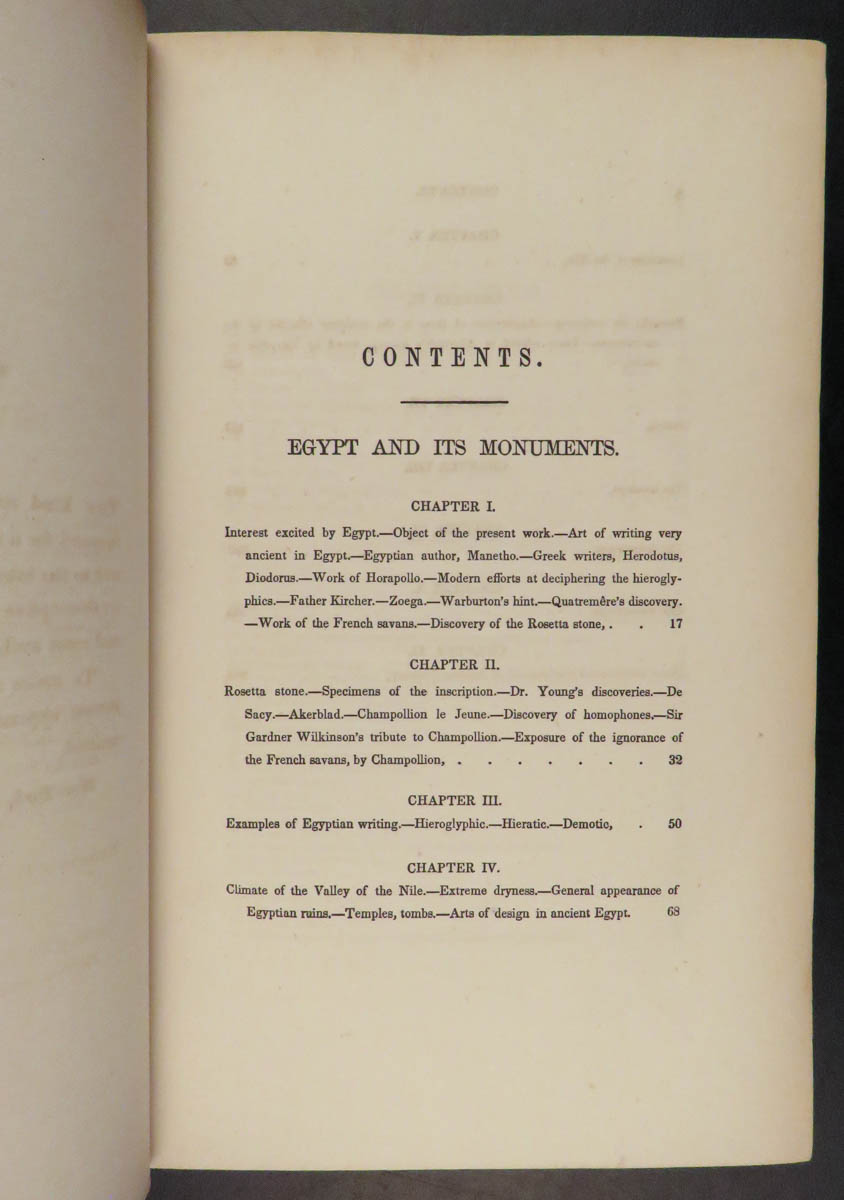 CONTENTS.
EGYPT AND ITS MONUMENTS.
CHAPTER I.
Interest excited by Egypt.—Object of the present work.—Art of writing very
ancient in Egypt.—Egyptian author, Manetho.—Greek writers, Herodotus,
Diodorus.—Work of Horapollo.—Modern efforts at deciphering the hierogly-
phics.—Father Kircher.—Zoega.—Warburton's hint.—Quatremêre's discovery.
—Work of the French savans.—Discovery of the Rosetta stone, . . 17
CHAPTER II.
Rosetta stone.—Specimens of the inscription.—Dr. Young's discoveries.—De
Sacy.—Akerblad.—Champollion le Jeune.—Discovery of homophones.—Sir
Gardner Wilkinson's tribute to Champollion.—Exposure of the ignorance of
the French savans, by Champollion, . . . . . . . 32
CHAPTER III.
Examples of Egyptian writing.—Hieroglyphic.—Hieratic.—Demotic, . 50
CHAPTER IV.
Climate of the Valley of the Nile.—Extreme dryness.—General appearance of
Egyptian ruins.—Temples, tombs.—Arts of design in ancient Egypt. 68